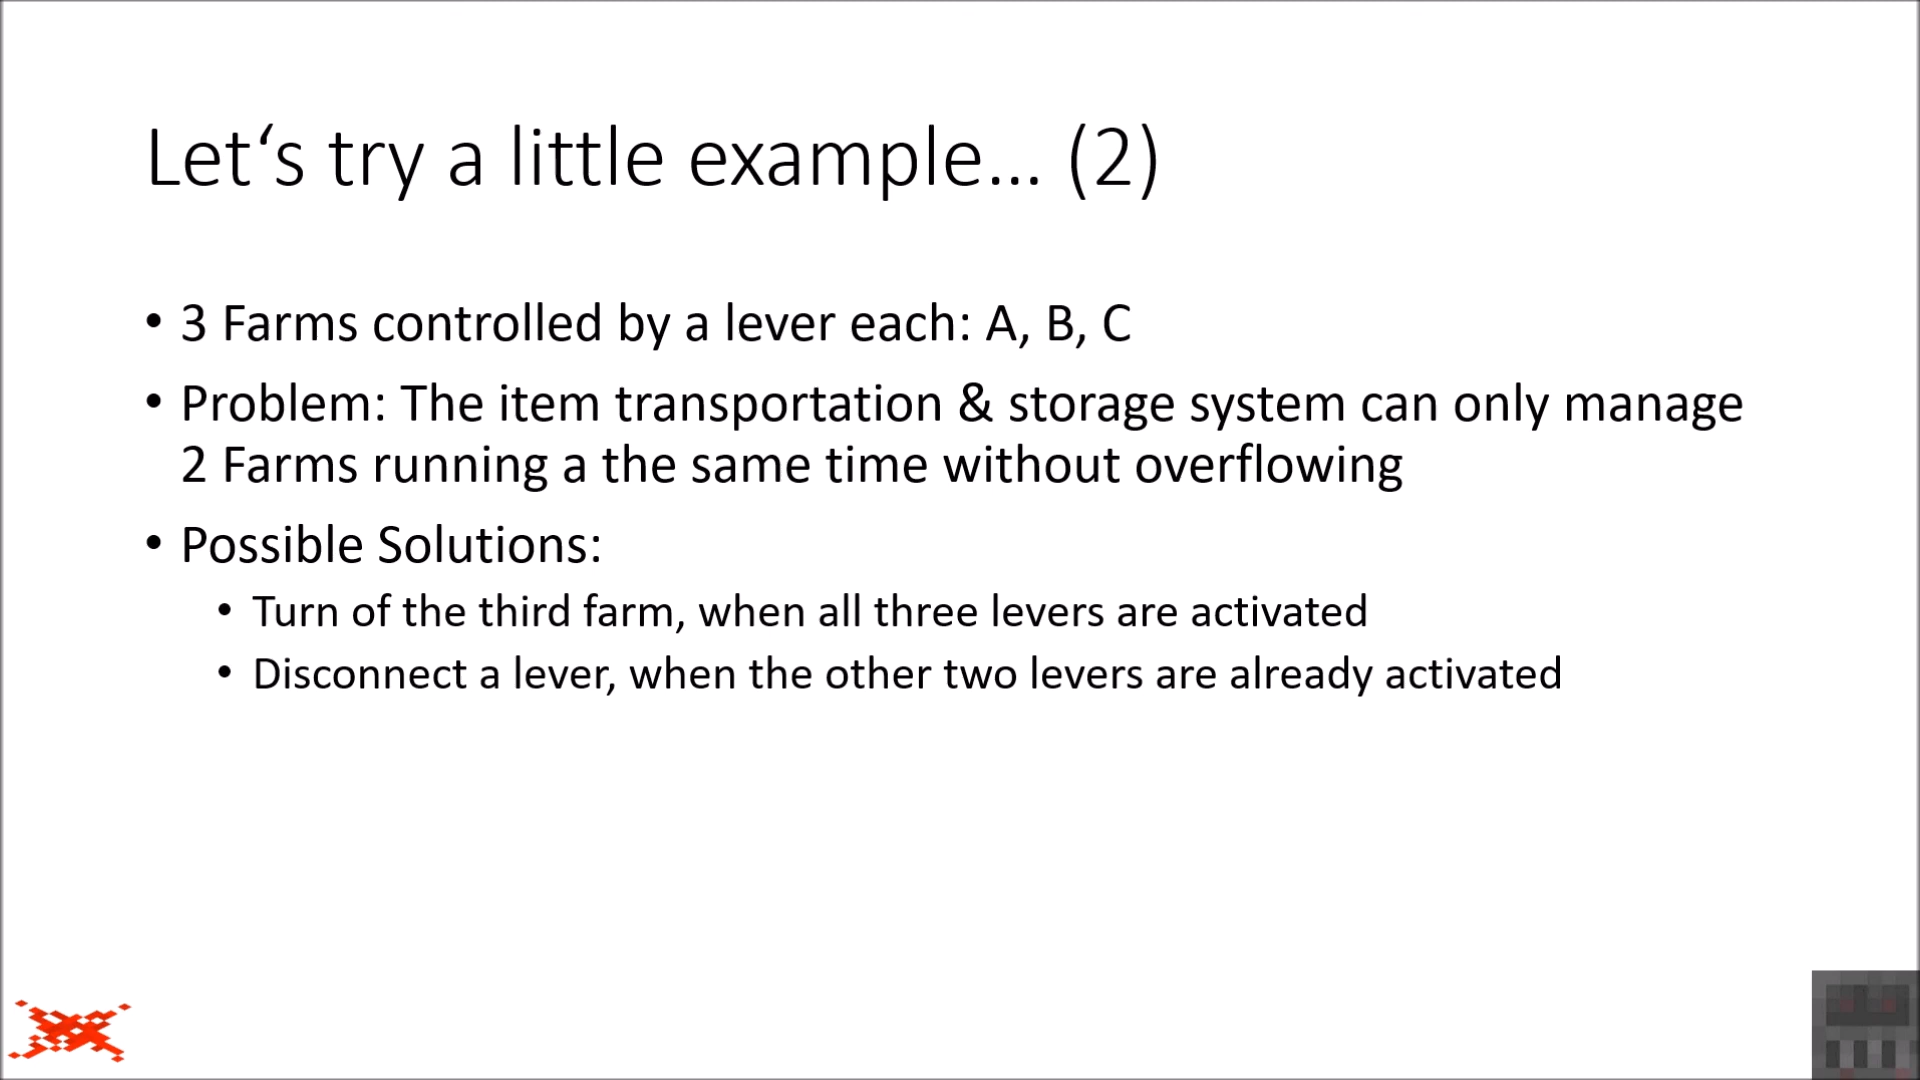 Let‘s try a little example… (2)
• 3 Farms controlled by a lever each: A, B, C
• Problem: The item transportation & storage system can only manage
2 Farms running a the same time without overflowing
• Possible Solutions:
• Turn of the third farm, when all three levers are activated
• Disconnect a lever, when the other two levers are already activated